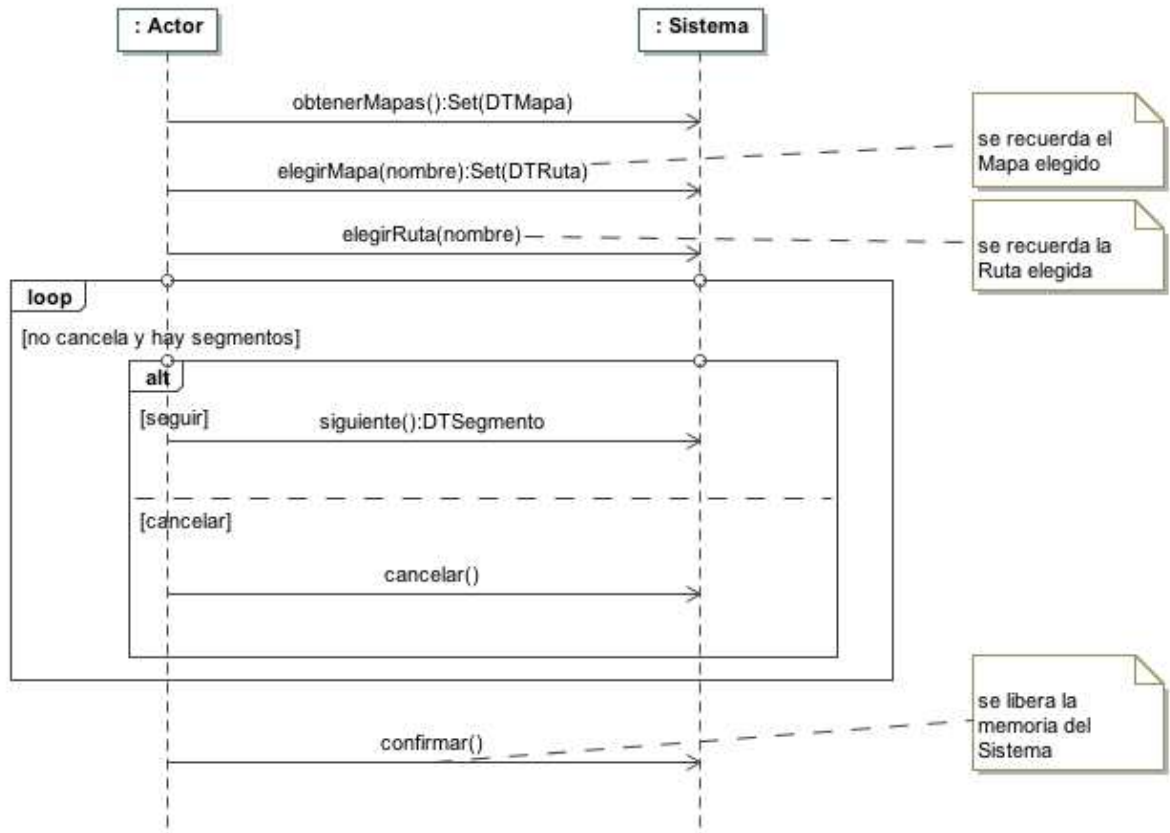 : Actor
: Sistema
obtenerMapas():Set(DTMapa)
se recuerda el
Mapa elegido
elegirMapa(nombre):Set(DTRuta)
elegirRuta(nombre)
se recuerda la
Ruta elegida
loop
[no cancela y hay segmentos]
alt
[seguir]
siguiente():DTSegmento
[cancelar]
cancelar()
se libera la
memoria del
Sistema
confirmar()